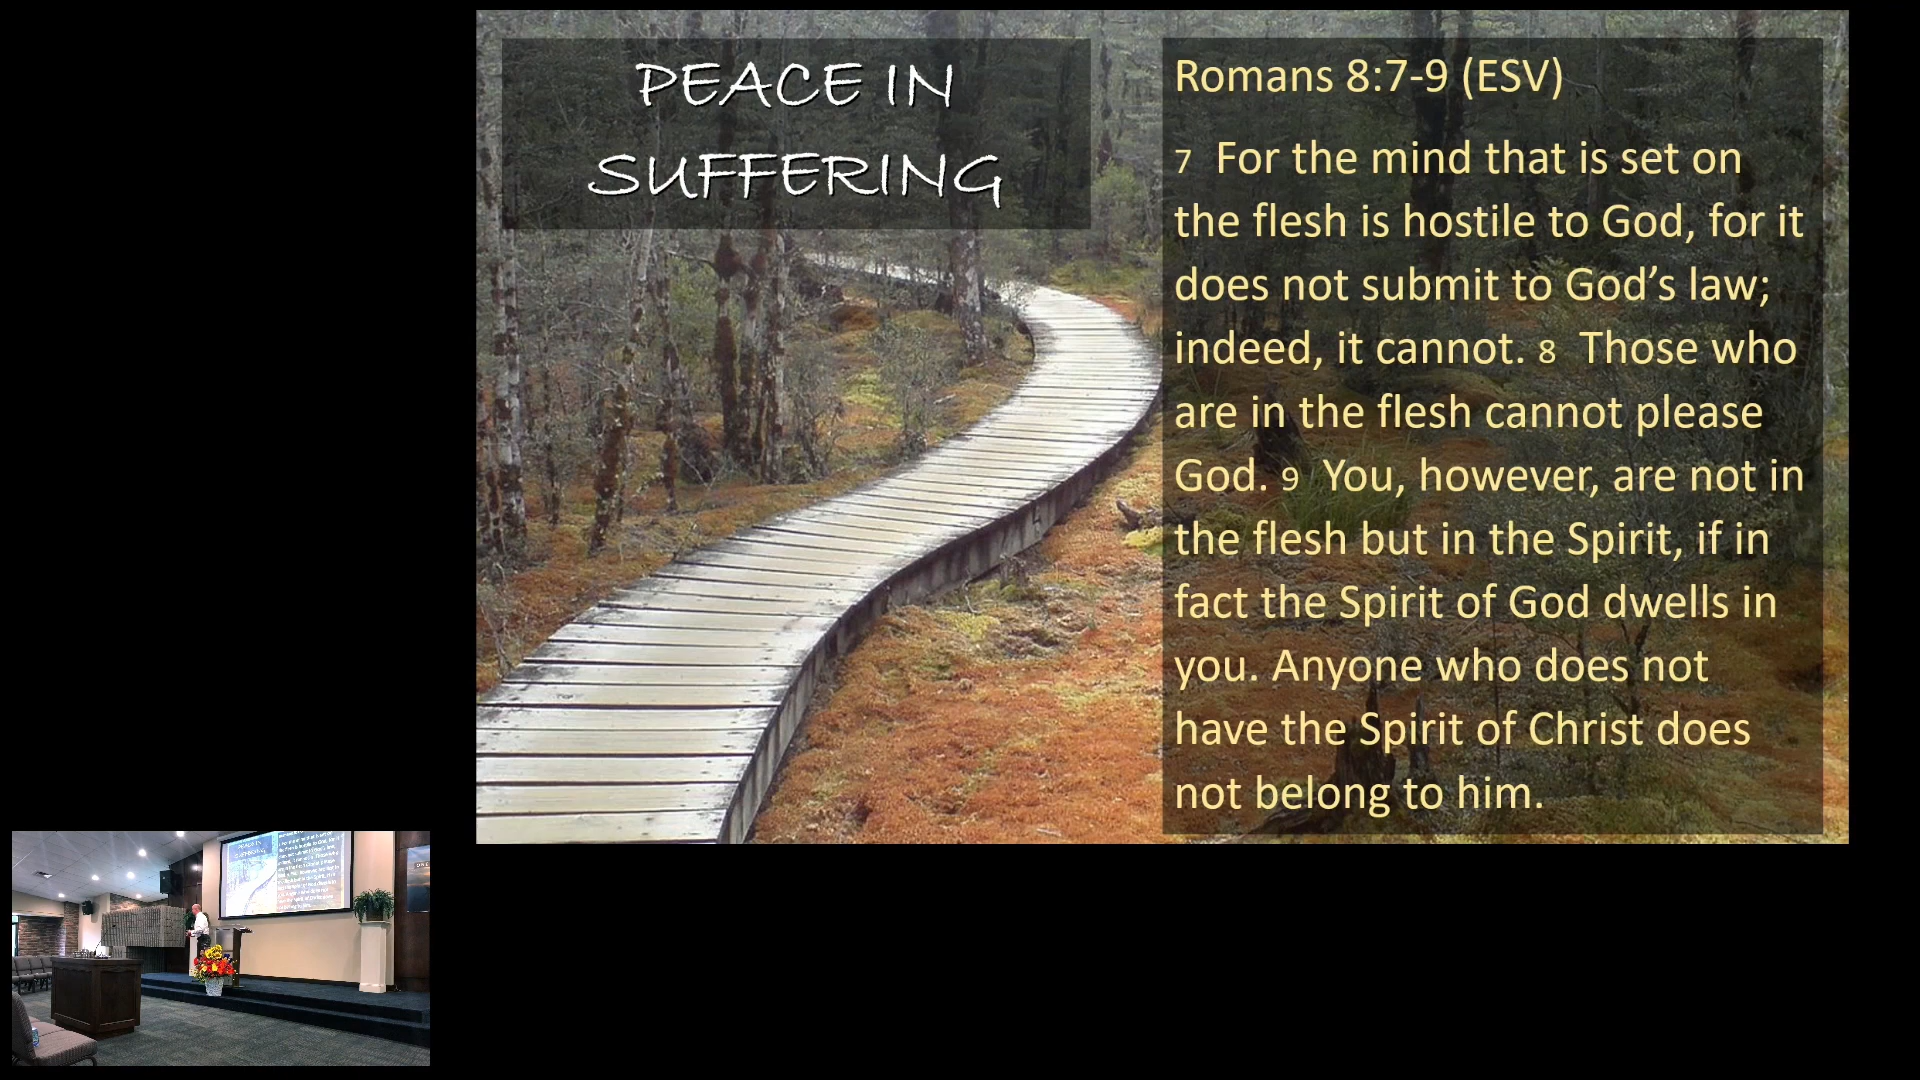 PEACE IN
SUFFERING
Romans 8:7-9 (ESV)
7 For the mind that is set on
the flesh is hostile to God, for it
does not submit to God’s law;
indeed, it cannot. 8 Those who
are in the flesh cannot please
God. 9 You, however, are not in
the flesh but in the Spirit, if in
fact the Spirit of God dwells in
you. Anyone who does not
have the Spirit of Christ does
not belong to him.
PEACE IN
SUFFERING